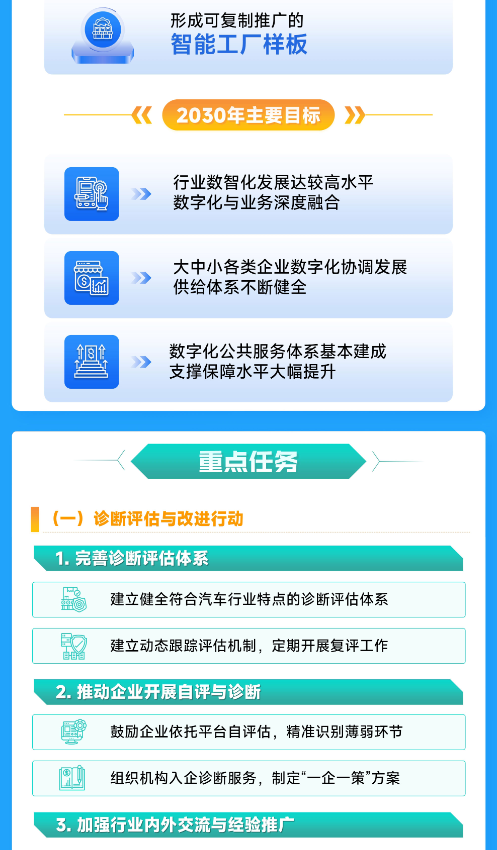 形成可复制推广的
智能工厂样板
2030年主要目标
行业数智化发展达较高水平
数字化与业务深度融合
大中小各类企业数字化协调发展
供给体系不断健全
数字化公共服务体系基本建成
支撑保障水平大幅提升
重点任务
（一）诊断评估与改进行动
1. 完善诊断评估体系
建立健全符合汽车行业特点的诊断评估体系
建立动态跟踪评估机制，定期开展复评工作
2. 推动企业开展自评与诊断
鼓励企业依托平台自评估，精准识别薄弱环节
组织机构入企诊断服务，制定“一企一策”方案
3. 加强行业内外交流与经验推广